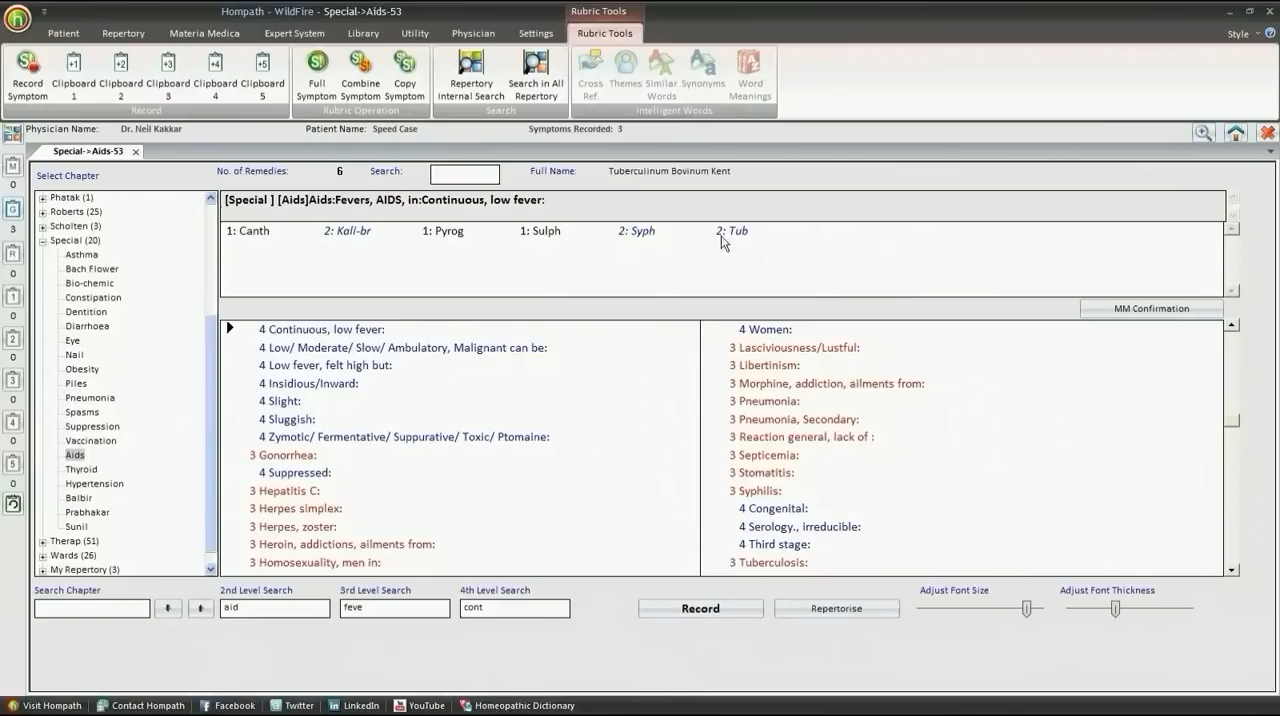 Hompath - WildFire - Special->Aids-53
Rubric Tools
Patient Repertory Materia Medica Expert System Library Utility Physician Settings Rubric Tools
Style
Record Symptom
Clipboard 1
Clipboard 2
Clipboard 3
Clipboard 4
Clipboard 5
Full Symptom
Combine Symptom
Copy Symptom
Repertory Internal Search
Search in All Repertory
Cross Ref.
Themes
Similar Words
Synonyms
Word Meanings
Record Rubric Operation Search Intelligent Words
Physician Name: Dr. Neil Kakkar Patient Name: Speed Case Symptoms Recorded: 3
Special->Aids-53
Select Chapter No. of Remedies: 6 Search: Full Name: Tuberculinum Bovinum Kent
M
0
G
3
R
0
1
0
2
0
3
0
4
0
5
0
Phatak (1)
Roberts (25)
Scholten (3)
Special (20)
Asthma
Bach Flower
Bio-chemic
Constipation
Dentition
Diarrhoea
Eye
Nail
Obesity
Piles
Pneumonia
Spasms
Suppression
Vaccination
Aids
Thyroid
Hypertension
Balbir
Prabhakar
Sunil
Therap (51)
Wards (26)
My Repertory (3)
[Special ] [Aids]Aids:Fevers, AIDS, in:Continuous, low fever:
1: Canth 2: Kali-br 1: Pyrog 1: Sulph 2: Syph 2: Tub
MM Confirmation
4 Continuous, low fever:
4 Low/ Moderate/ Slow/ Ambulatory, Malignant can be:
4 Low fever, felt high but:
4 Insidious/Inward:
4 Slight:
4 Sluggish:
4 Zymotic/ Fermentative/ Suppurative/ Toxic/ Ptomaine:
3 Gonorrhea:
4 Suppressed:
3 Hepatitis C:
3 Herpes simplex:
3 Herpes, zoster:
3 Heroin, addictions, ailments from:
3 Homosexuality, men in:
4 Women:
3 Lasciviousness/Lustful:
3 Libertinism:
3 Morphine, addiction, ailments from:
3 Pneumonia:
3 Pneumonia, Secondary:
3 Reaction general, lack of :
3 Septicemia:
3 Stomatitis:
3 Syphilis:
4 Congenital:
4 Serology., irreducible:
4 Third stage:
3 Tuberculosis:
Search Chapter 2nd Level Search 3rd Level Search 4th Level Search Adjust Font Size Adjust Font Thickness
aid feve cont Record Repertorise
Visit Hompath Contact Hompath Facebook Twitter LinkedIn YouTube Homeopathic Dictionary